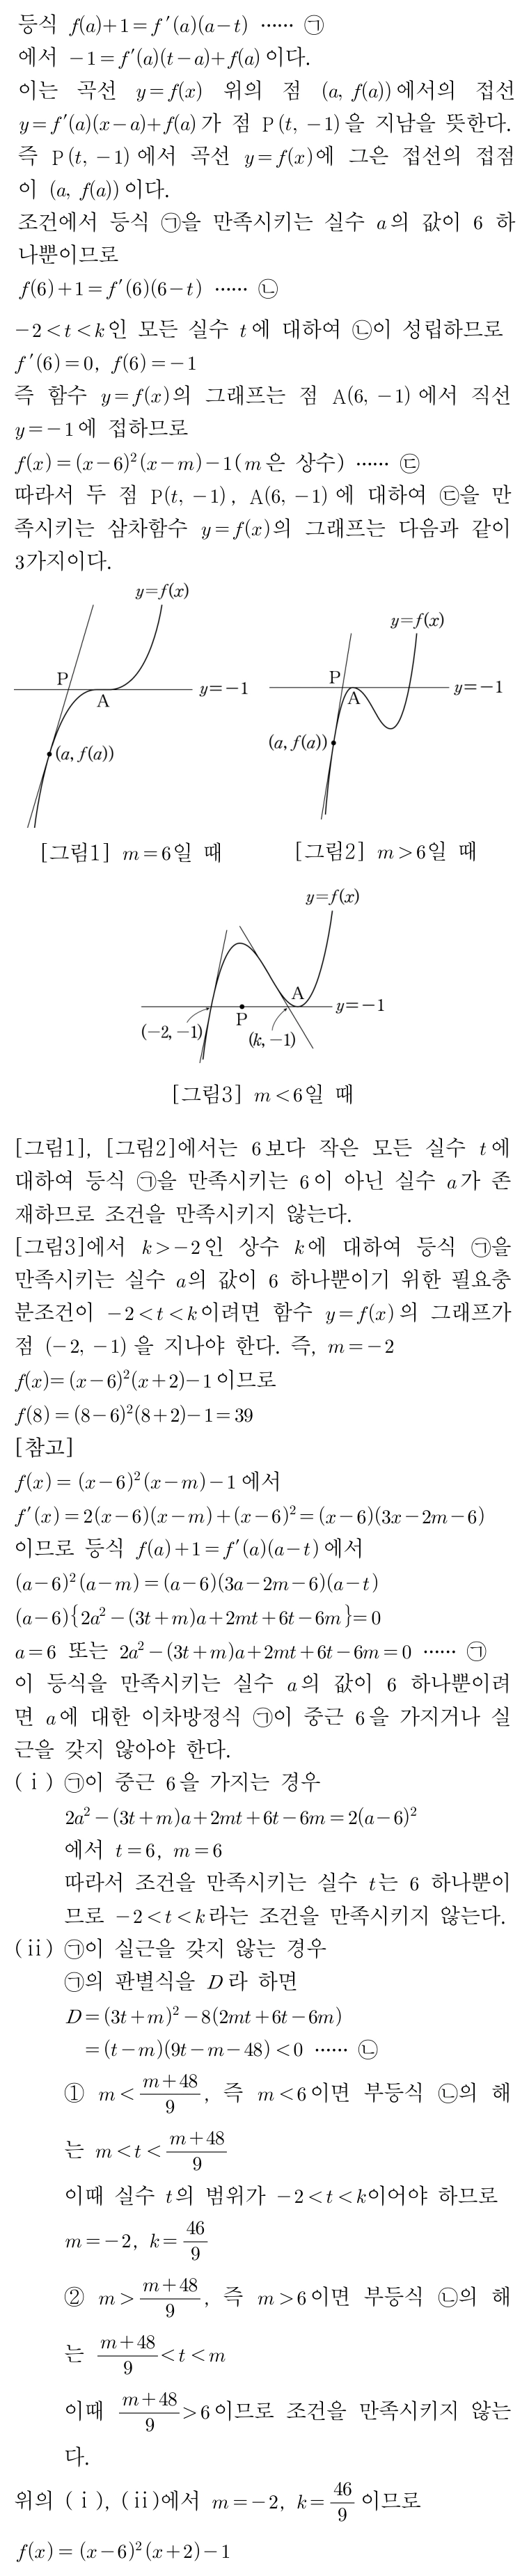 등식 f(a)+1=f′(a)(a−t) ⋯⋯ ㉠
에서 −1=f′(a)(t−a)+f(a)이다.
이는 곡선 y=f(x) 위의 점 (a, f(a))에서의 접선
y=f′(a)(x−a)+f(a)가 점 P(t, −1)을 지남을 뜻한다.
즉 P(t, −1)에서 곡선 y=f(x)에 그은 접선의 접점
이 (a, f(a))이다.
조건에서 등식 ㉠을 만족시키는 실수 a의 값이 6 하
나뿐이므로
f(6)+1=f′(6)(6−t) ⋯⋯ ㉡
−2<t<k인 모든 실수 t에 대하여 ㉡이 성립하므로
f′(6)=0, f(6)=−1
즉 함수 y=f(x)의 그래프는 점 A(6, −1)에서 직선
y=−1에 접하므로
f(x)=(x−6)²(x−m)−1(m은 상수) ⋯⋯ ㉢
따라서 두 점 P(t, −1), A(6, −1)에 대하여 ㉢을 만
족시키는 삼차함수 y=f(x)의 그래프는 다음과 같이
3가지이다.
y=f(x)
P
A
y=−1
(a, f(a))
[그림1] m=6일 때
y=f(x)
P
A
y=−1
(a, f(a))
[그림2] m>6일 때
y=f(x)
A
y=−1
(−2, −1)
P
(k, −1)
[그림3] m<6일 때
[그림1], [그림2]에서는 6보다 작은 모든 실수 t에
대하여 등식 ㉠을 만족시키는 6이 아닌 실수 a가 존
재하므로 조건을 만족시키지 않는다.
[그림3]에서 k>−2인 상수 k에 대하여 등식 ㉠을
만족시키는 실수 a의 값이 6 하나뿐이기 위한 필요충
분조건이 −2<t<k이려면 함수 y=f(x)의 그래프가
점 (−2, −1)을 지나야 한다. 즉, m=−2
f(x)=(x−6)²(x+2)−1이므로
f(8)=(8−6)²(8+2)−1=39
[참고]
f(x)=(x−6)²(x−m)−1에서
f′(x)=2(x−6)(x−m)+(x−6)²=(x−6)(3x−2m−6)
이므로 등식 f(a)+1=f′(a)(a−t)에서
(a−6)²(a−m)=(a−6)(3a−2m−6)(a−t)
(a−6){2a²−(3t+m)a+2mt+6t−6m}=0
a=6 또는 2a²−(3t+m)a+2mt+6t−6m=0 ⋯⋯ ㉠
이 등식을 만족시키는 실수 a의 값이 6 하나뿐이려
면 a에 대한 이차방정식 ㉠이 중근 6을 가지거나 실
근을 갖지 않아야 한다.
(ⅰ) ㉠이 중근 6을 가지는 경우
2a²−(3t+m)a+2mt+6t−6m=2(a−6)²
에서 t=6, m=6
따라서 조건을 만족시키는 실수 t는 6 하나뿐이
므로 −2<t<k라는 조건을 만족시키지 않는다.
(ⅱ) ㉠이 실근을 갖지 않는 경우
㉠의 판별식을 D라 하면
D=(3t+m)²−8(2mt+6t−6m)
=(t−m)(9t−m−48)<0 ⋯⋯ ㉡
① m<(m+48)/9, 즉 m<6이면 부등식 ㉡의 해
는 m<t<(m+48)/9
이때 실수 t의 범위가 −2<t<k이어야 하므로
m=−2, k=46/9
② m>(m+48)/9, 즉 m>6이면 부등식 ㉡의 해
는 (m+48)/9<t<m
이때 (m+48)/9>6이므로 조건을 만족시키지 않는
다.
위의 (ⅰ), (ⅱ)에서 m=−2, k=46/9이므로
f(x)=(x−6)²(x+2)−1